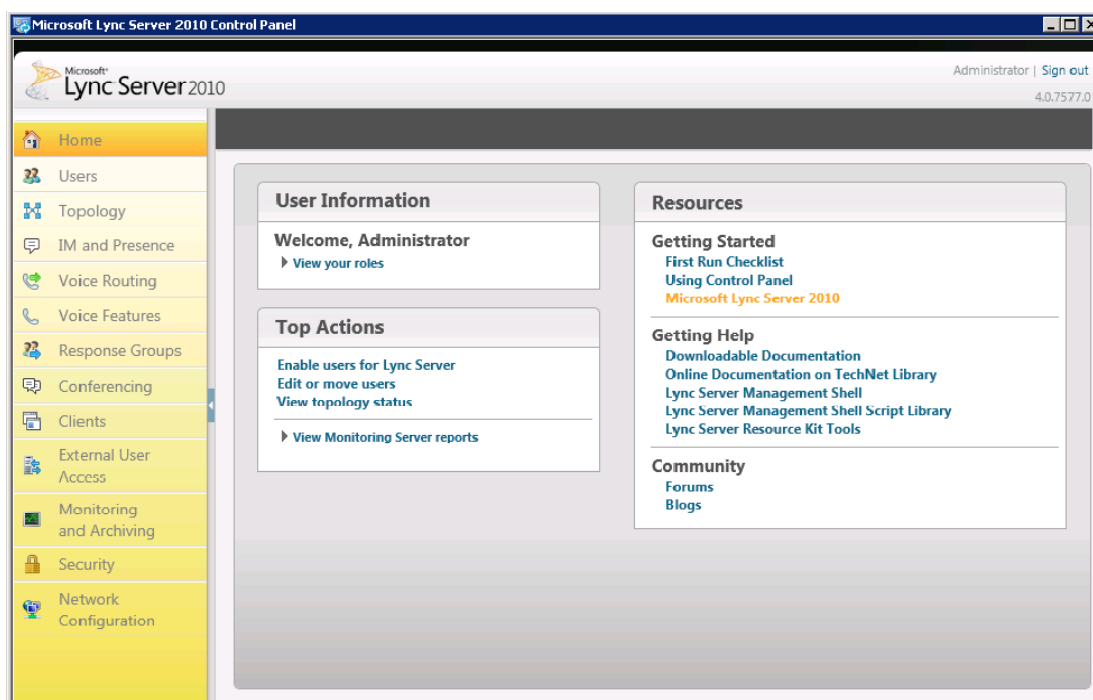 Microsoft Lync Server 2010 Control Panel
Microsoft®
Lync Server 2010
Administrator | Sign out
4.0.7577.0
Home
Users
Topology
IM and Presence
Voice Routing
Voice Features
Response Groups
Conferencing
Clients
External User
Access
Monitoring
and Archiving
Security
Network
Configuration
User Information
Welcome, Administrator
View your roles
Top Actions
Enable users for Lync Server
Edit or move users
View topology status
View Monitoring Server reports
Resources
Getting Started
First Run Checklist
Using Control Panel
Microsoft Lync Server 2010
Getting Help
Downloadable Documentation
Online Documentation on TechNet Library
Lync Server Management Shell
Lync Server Management Shell Script Library
Lync Server Resource Kit Tools
Community
Forums
Blogs